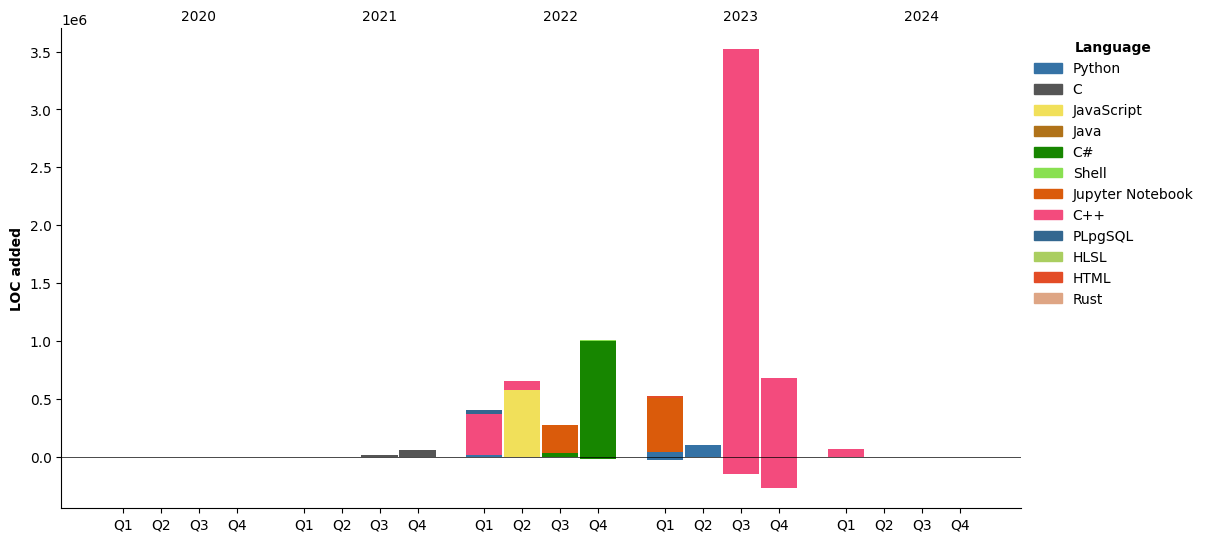 1e6
2020 2021 2022 2023 2024
3.5
3.0
2.5
2.0
1.5
1.0
0.5
0.0
LOC added
Q1 Q2 Q3 Q4 Q1 Q2 Q3 Q4 Q1 Q2 Q3 Q4 Q1 Q2 Q3 Q4 Q1 Q2 Q3 Q4
Language
Python
C
JavaScript
Java
C#
Shell
Jupyter Notebook
C++
PLpgSQL
HLSL
HTML
Rust